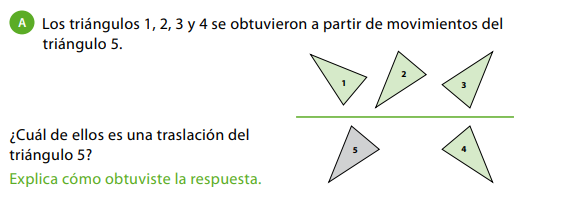 A Los triángulos 1, 2, 3 y 4 se obtuvieron a partir de movimientos del
triángulo 5.
1
2
3
¿Cuál de ellos es una traslación del
triángulo 5?
5
4
Explica cómo obtuviste la respuesta.